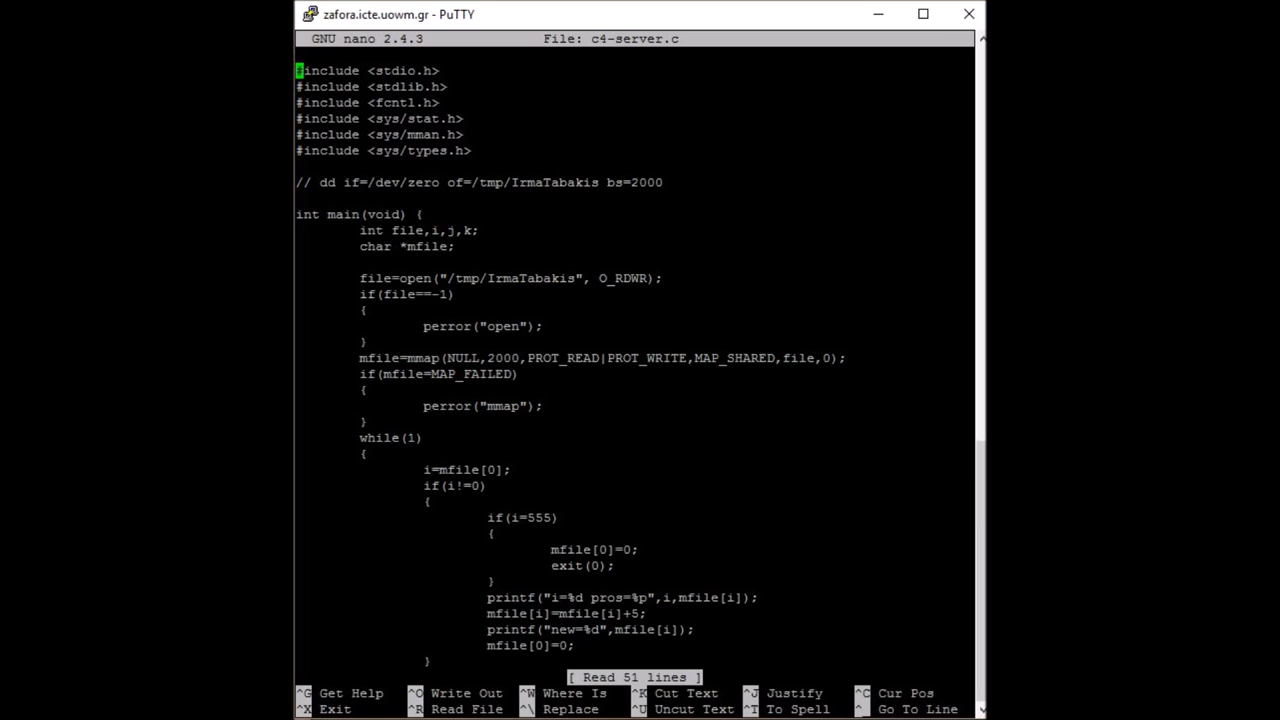 zafora.icte.uowm.gr - PuTTY
GNU nano 2.4.3 File: c4-server.c
#include <stdio.h>
#include <stdlib.h>
#include <fcntl.h>
#include <sys/stat.h>
#include <sys/mman.h>
#include <sys/types.h>
// dd if=/dev/zero of=/tmp/IrmaTabakis bs=2000
int main(void) {
int file,i,j,k;
char *mfile;
file=open("/tmp/IrmaTabakis", O_RDWR);
if(file==-1)
{
perror("open");
}
mfile=mmap(NULL,2000,PROT_READ|PROT_WRITE,MAP_SHARED,file,0);
if(mfile=MAP_FAILED)
{
perror("mmap");
}
while(1)
{
i=mfile[0];
if(i!=0)
{
if(i=555)
{
mfile[0]=0;
exit(0);
}
printf("i=%d pros=%p",i,mfile[i]);
mfile[i]=mfile[i]+5;
printf("new=%d",mfile[i]);
mfile[0]=0;
}
[ Read 51 lines ]
^G Get Help ^O Write Out ^W Where Is ^K Cut Text ^J Justify ^C Cur Pos
^X Exit ^R Read File ^\ Replace ^U Uncut Text ^T To Spell ^_ Go To Line